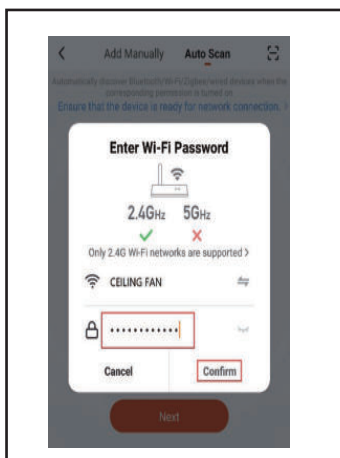 Add Manually Auto Scan
Automatically discover Bluetooth/Wi-Fi/Zigbee/wired devices when the
corresponding permission is turned on.
Ensure that the device is ready for network connection. >
Enter Wi-Fi Password
2.4GHz 5GHz
Only 2.4G Wi-Fi networks are supported >
CEILING FAN
Cancel Confirm
Next